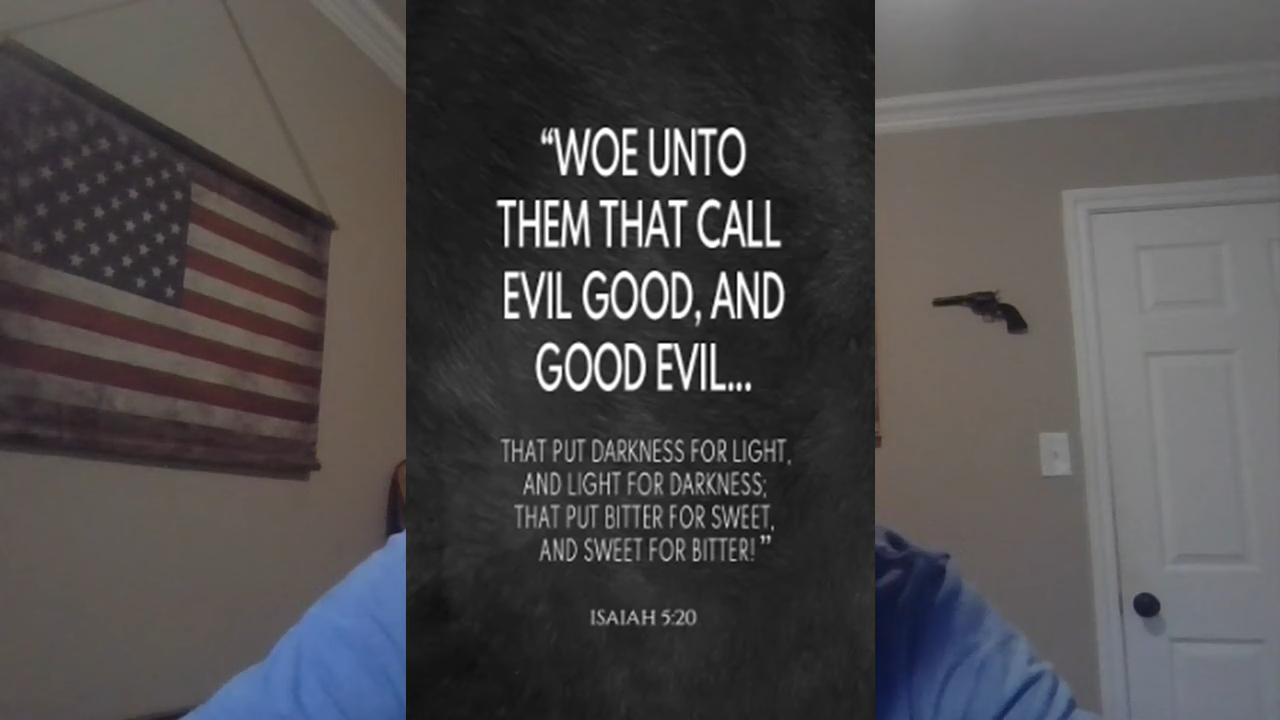 “WOE UNTO
THEM THAT CALL
EVIL GOOD, AND
GOOD EVIL...
THAT PUT DARKNESS FOR LIGHT,
AND LIGHT FOR DARKNESS;
THAT PUT BITTER FOR SWEET,
AND SWEET FOR BITTER!”
ISAIAH 5:20